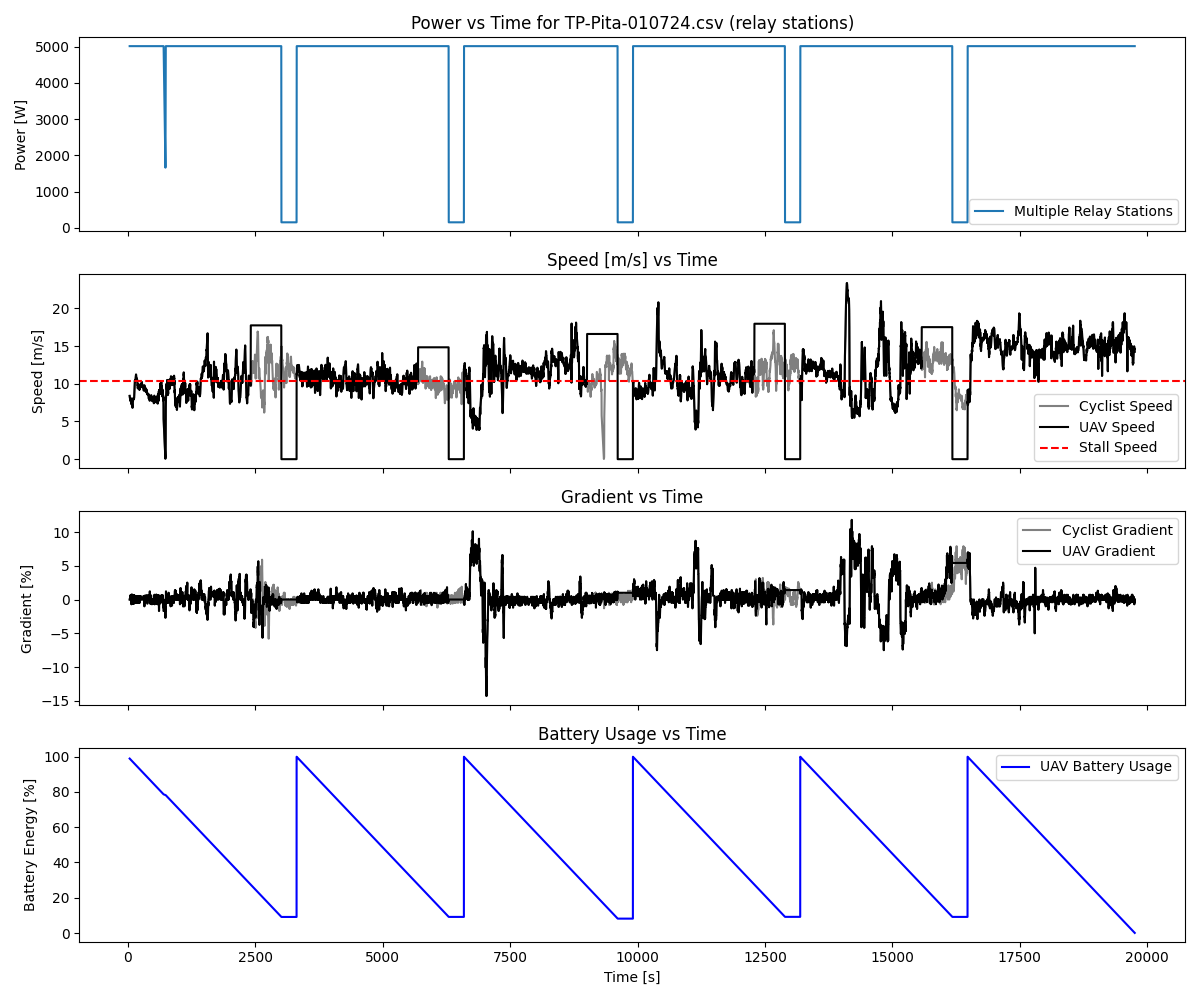 Power vs Time for TP-Pita-010724.csv (relay stations)
Power [W]
5000
4000
3000
2000
1000
0
Multiple Relay Stations
Speed [m/s] vs Time
Speed [m/s]
20
15
10
5
0
Cyclist Speed
UAV Speed
Stall Speed
Gradient vs Time
Gradient [%]
10
5
0
−5
−10
−15
Cyclist Gradient
UAV Gradient
Battery Usage vs Time
Battery Energy [%]
100
80
60
40
20
0
UAV Battery Usage
0 2500 5000 7500 10000 12500 15000 17500 20000
Time [s]